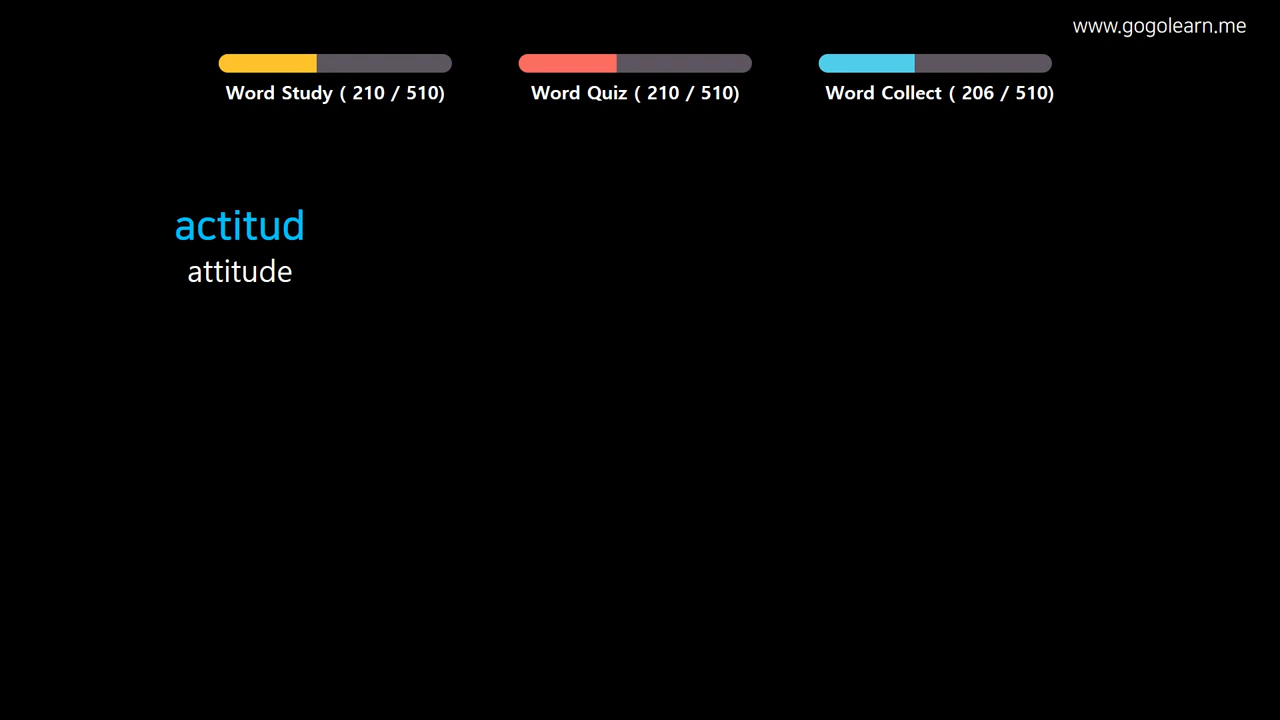 www.gogolearn.me
Word Study ( 210 / 510)
Word Quiz ( 210 / 510)
Word Collect ( 206 / 510)
actitud
attitude